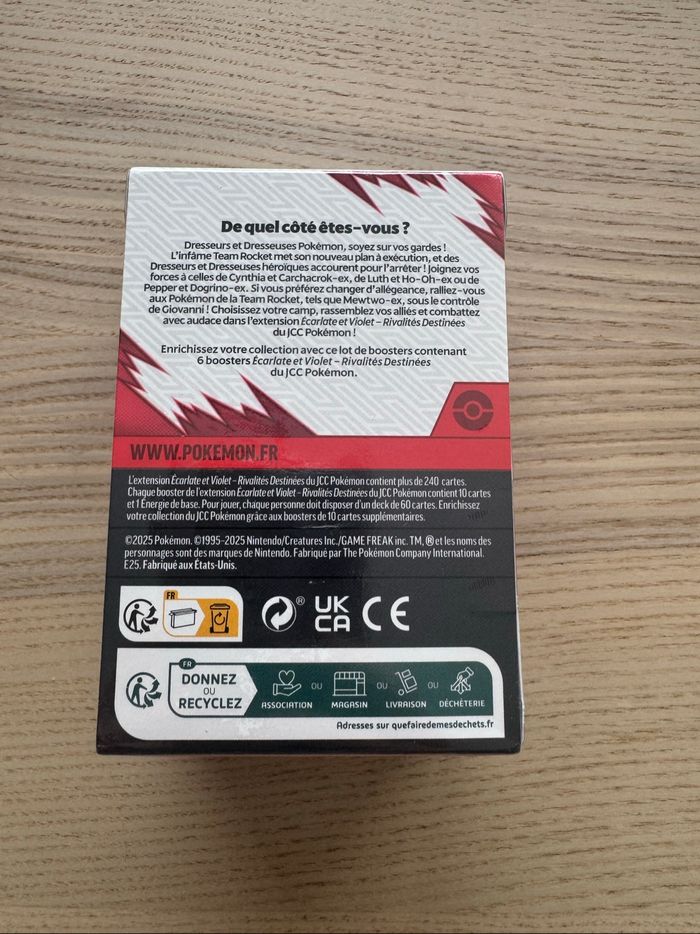 De quel côté êtes-vous ?
Dresseurs et Dresseuses Pokémon, soyez sur vos gardes !
L'infâme Team Rocket met son nouveau plan à exécution, et des
Dresseurs et Dresseuses héroïques accourent pour l'arrêter ! Joignez vos
forces à celles de Cynthia et Carchacrok-ex, de Luth et Ho-Oh-ex ou de
Pepper et Dogrino-ex. Si vous préférez changer d'allégeance, ralliez-vous
aux Pokémon de la Team Rocket, tels que Mewtwo-ex, sous le contrôle
de Giovanni ! Choisissez votre camp, rassemblez vos alliés et combattez
avec audace dans l'extension Écarlate et Violet – Rivalités Destinées
du JCC Pokémon !
Enrichissez votre collection avec ce lot de boosters contenant
6 boosters Écarlate et Violet – Rivalités Destinées
du JCC Pokémon.
WWW.POKEMON.FR
L'extension Écarlate et Violet – Rivalités Destinées du JCC Pokémon contient plus de 240 cartes.
Chaque booster de l'extension Écarlate et Violet – Rivalités Destinées du JCC Pokémon contient 10 cartes
et 1 Énergie de base. Pour jouer, chaque personne doit disposer d'un deck de 60 cartes. Enrichissez
votre collection du JCC Pokémon grâce aux boosters de 10 cartes supplémentaires.
©2025 Pokémon. ©1995-2025 Nintendo/Creatures Inc./GAME FREAK inc. TM, ® et les noms des
personnages sont des marques de Nintendo. Fabriqué par The Pokémon Company International.
E25. Fabriqué aux États-Unis.
FR
® UK CA CE
FR
DONNEZ
OU
RECYCLEZ
ASSOCIATION OU MAGASIN OU LIVRAISON OU DÉCHÈTERIE
Adresses sur quefairedemesdechets.fr